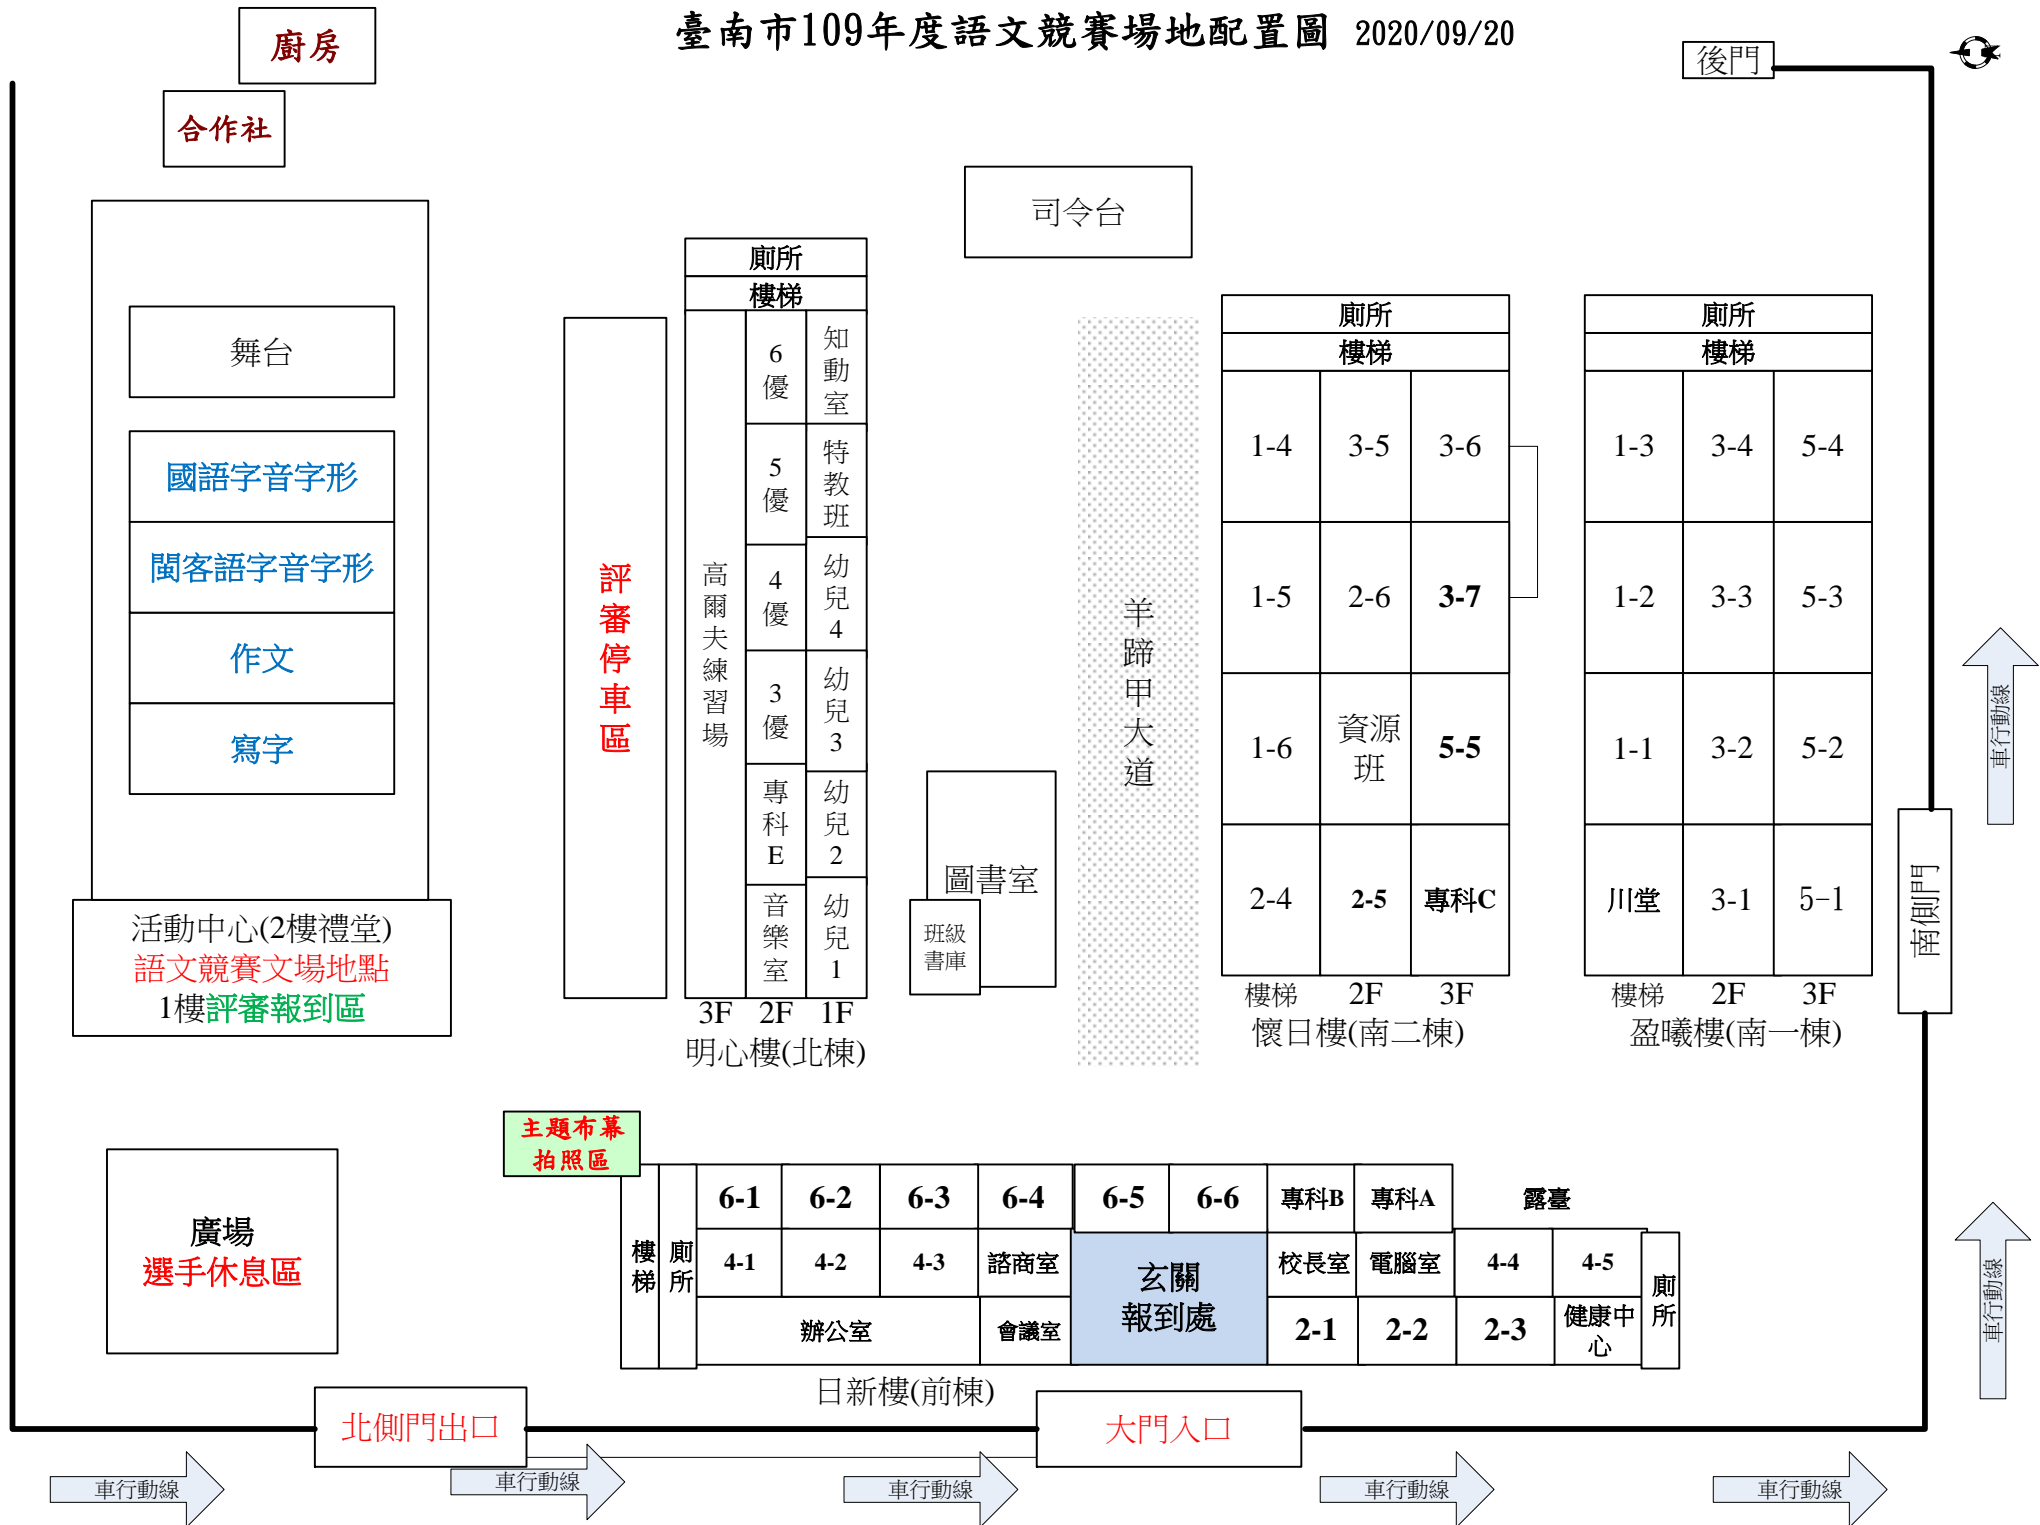 臺南市109年度語文競賽場地配置圖 2020/09/20
廚房
後門
合作社
司令台
舞台
國語字音字形
閩客語字音字形
作文
寫字
活動中心(2樓禮堂)
語文競賽文場地點
1樓評審報到區
評審停車區
廁所
樓梯
高爾夫練習場
6優
知動室
5優
特教班
4優
幼兒4
3優
幼兒3
專科E
幼兒2
音樂室
幼兒1
3F 2F 1F
明心樓(北棟)
圖書室
班級
書庫
羊蹄甲大道
廁所
樓梯
1-4 3-5 3-6
1-5 2-6 3-7
1-6 資源班 5-5
2-4 2-5 專科C
樓梯 2F 3F
懷日樓(南二棟)
廁所
樓梯
1-3 3-4 5-4
1-2 3-3 5-3
1-1 3-2 5-2
川堂 3-1 5-1
樓梯 2F 3F
盈曦樓(南一棟)
車行動線
南側門
車行動線
主題布幕
拍照區
廣場
選手休息區
樓梯
廁所
6-1 6-2 6-3 6-4 6-5 6-6 專科B 專科A 露臺
4-1 4-2 4-3 諮商室 校長室 電腦室 4-4 4-5
玄關
報到處
辦公室 會議室 2-1 2-2 2-3 健康中心
廁所
日新樓(前棟)
北側門出口
大門入口
車行動線 車行動線 車行動線 車行動線 車行動線